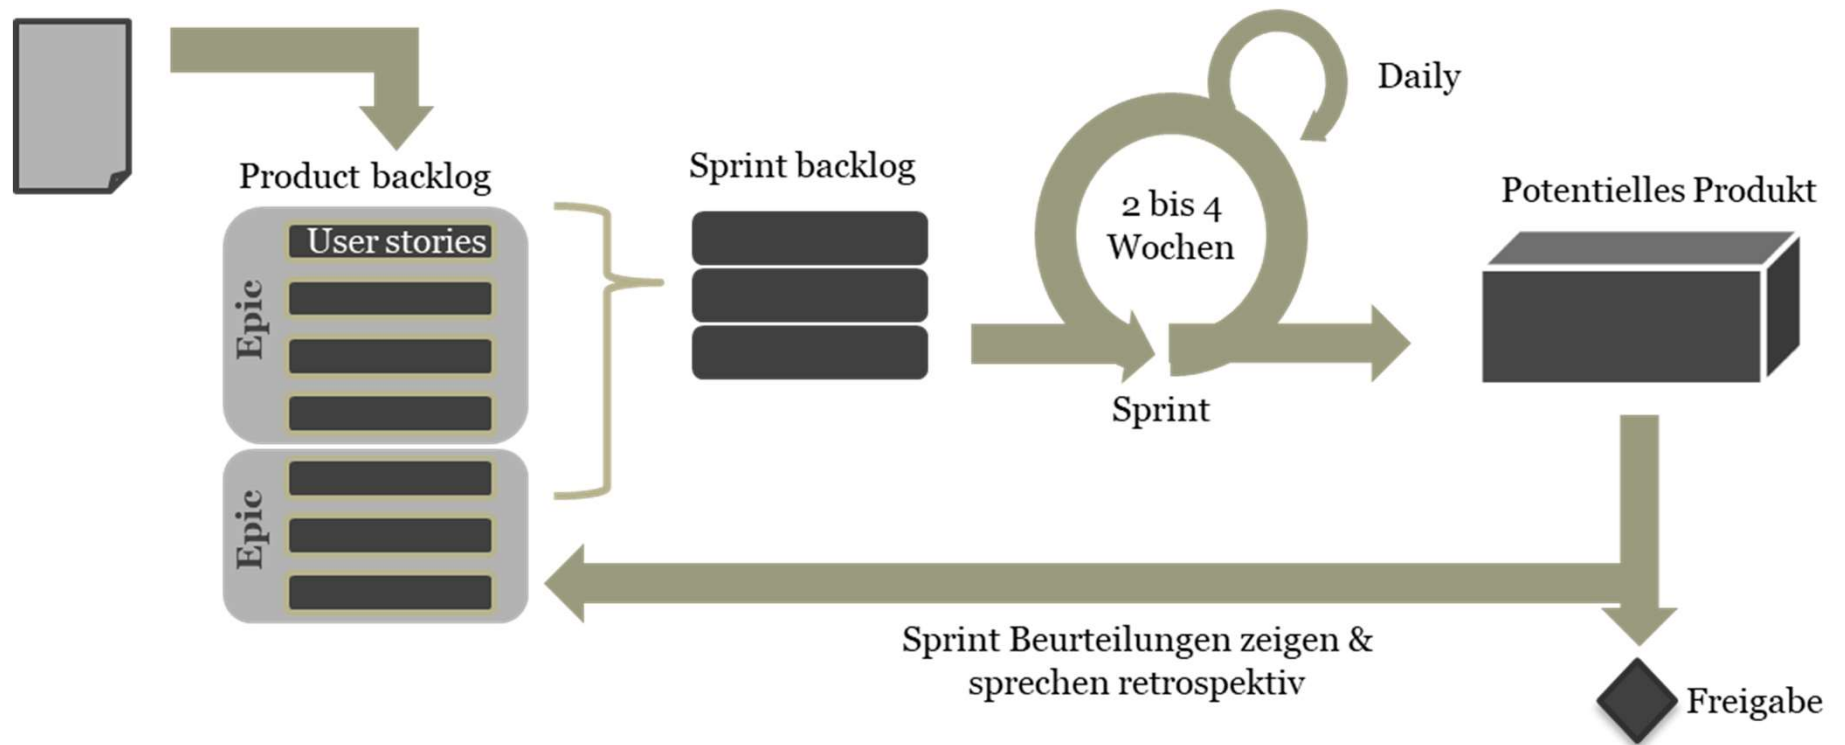 Daily
Sprint backlog
Product backlog
Potentielles Produkt
2 bis 4
Wochen
User stories
Epic
Sprint
Epic
Sprint Beurteilungen zeigen &
sprechen retrospektiv
Freigabe